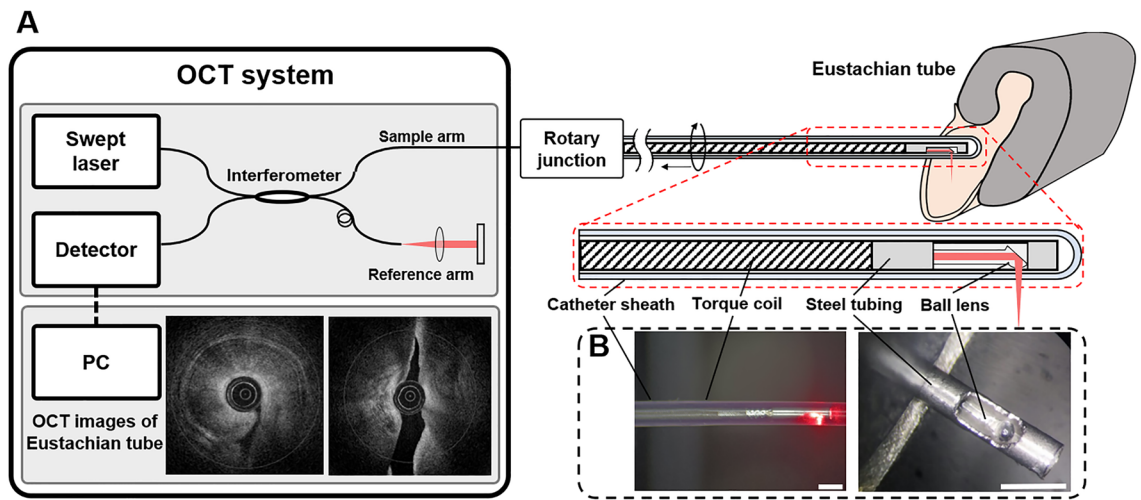 A
OCT system
Swept
laser
Detector
Interferometer
Sample arm
Reference arm
PC
OCT images of
Eustachian tube
Rotary
junction
Eustachian tube
Catheter sheath
Torque coil
Steel tubing
Ball lens
B